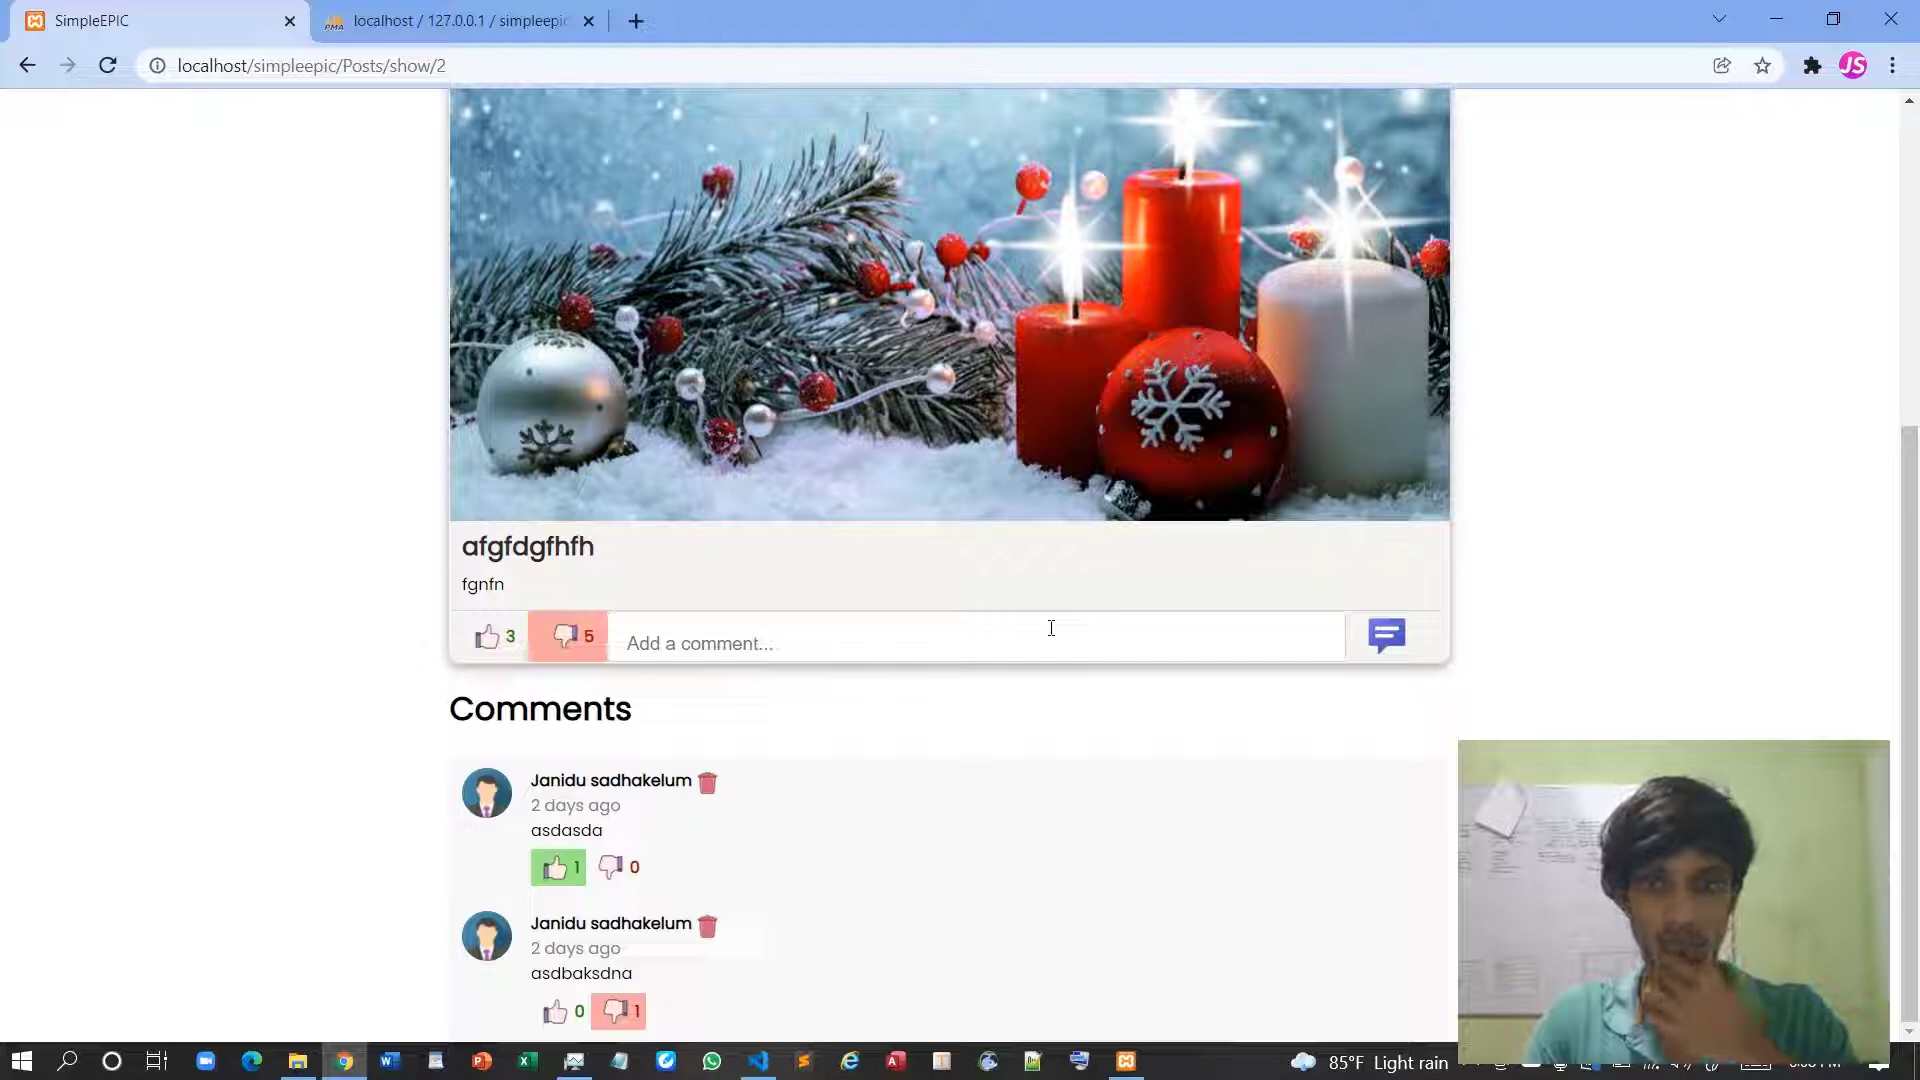 SimpleEPIC
localhost / 127.0.0.1 / simpleepic
localhost/simpleepic/Posts/show/2
JS
afgfdgfhfh
fgnfn
3
5
Add a comment...
Comments
Janidu sadhakelum
2 days ago
asdasda
1
0
Janidu sadhakelum
2 days ago
asdbaksdna
0
1
85°F Light rain